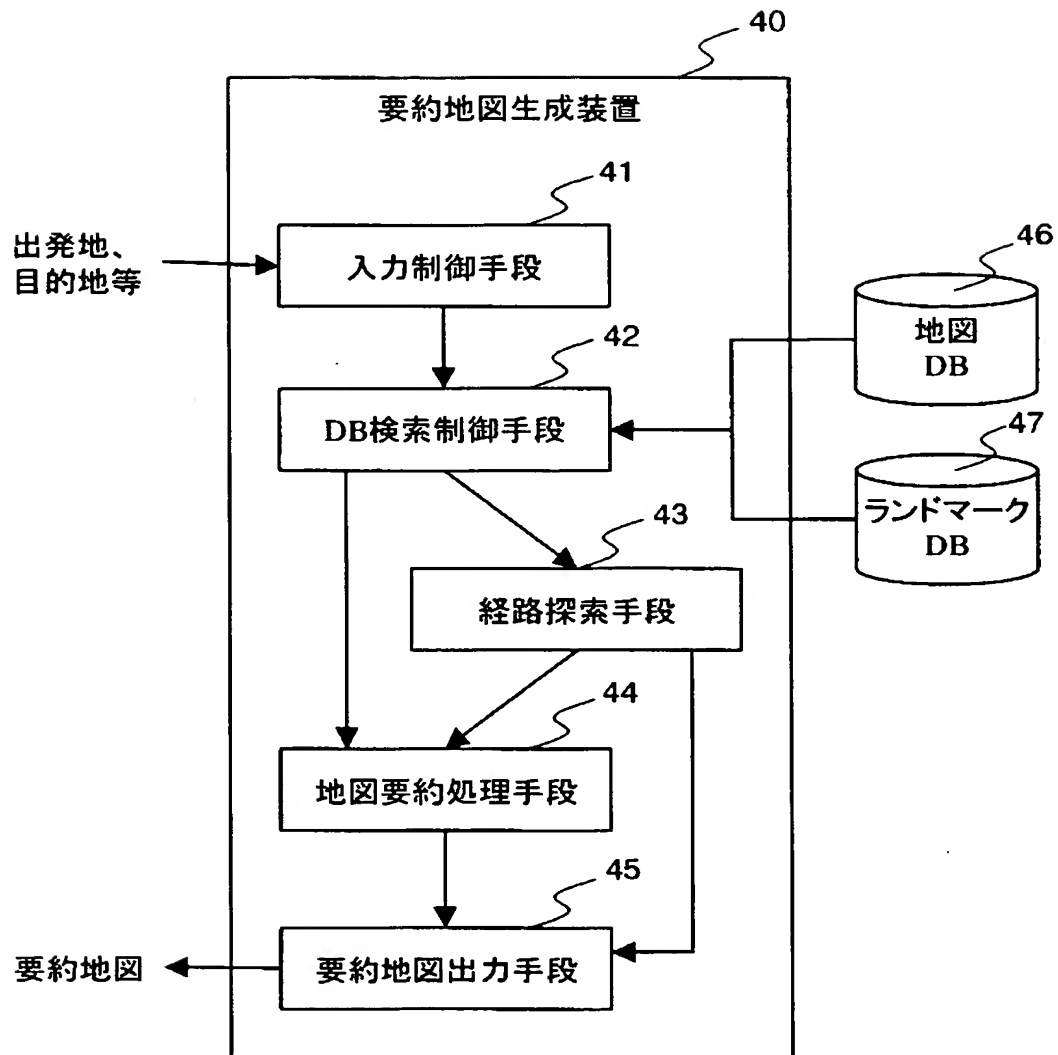 40
要約地図生成装置
41
出発地、
目的地等
入力制御手段
46
地図
DB
42
DB検索制御手段
47
ランドマーク
DB
43
経路探索手段
44
地図要約処理手段
45
要約地図
要約地図出力手段